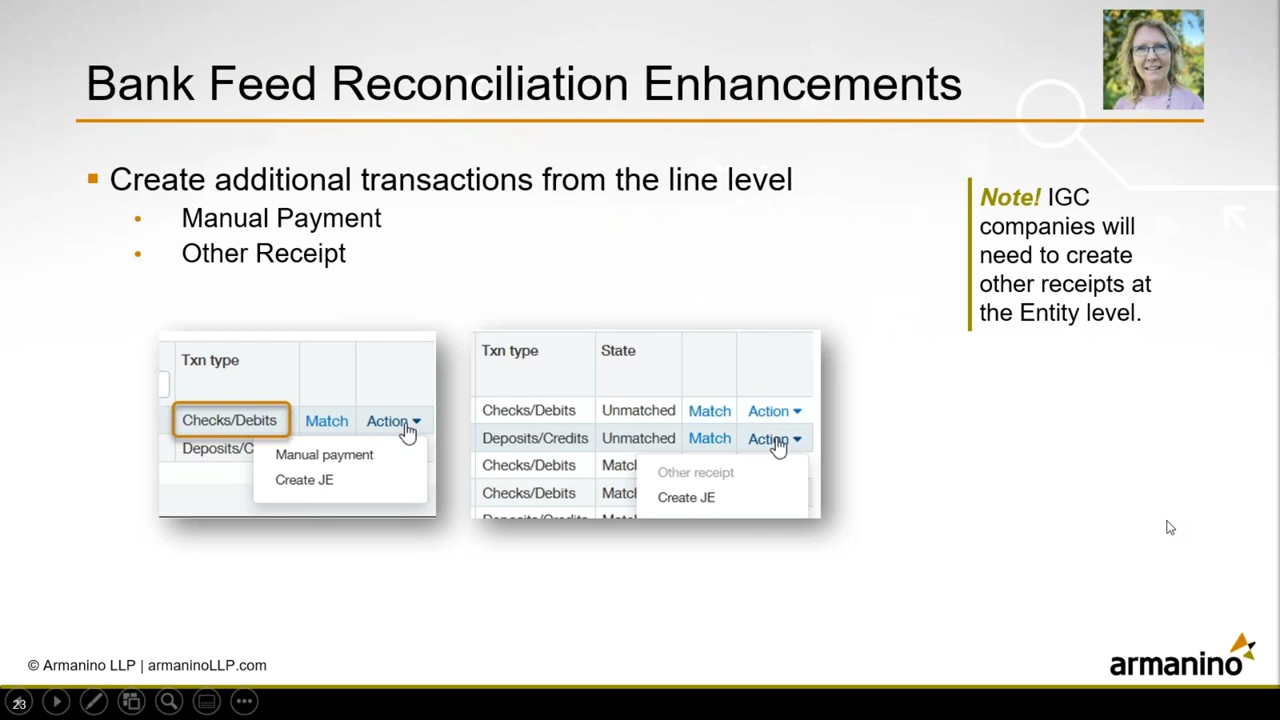 Bank Feed Reconciliation Enhancements
Create additional transactions from the line level
Manual Payment
Other Receipt
Note! IGC
companies will
need to create
other receipts at
the Entity level.
Txn type
Checks/Debits Match Action
Deposits/C
Manual payment
Create JE
Txn type State
Checks/Debits Unmatched Match Action
Deposits/Credits Unmatched Match Action
Checks/Debits Matc
Other receipt
Checks/Debits Matc
Create JE
© Armanino LLP | armaninoLLP.com
armanino
23